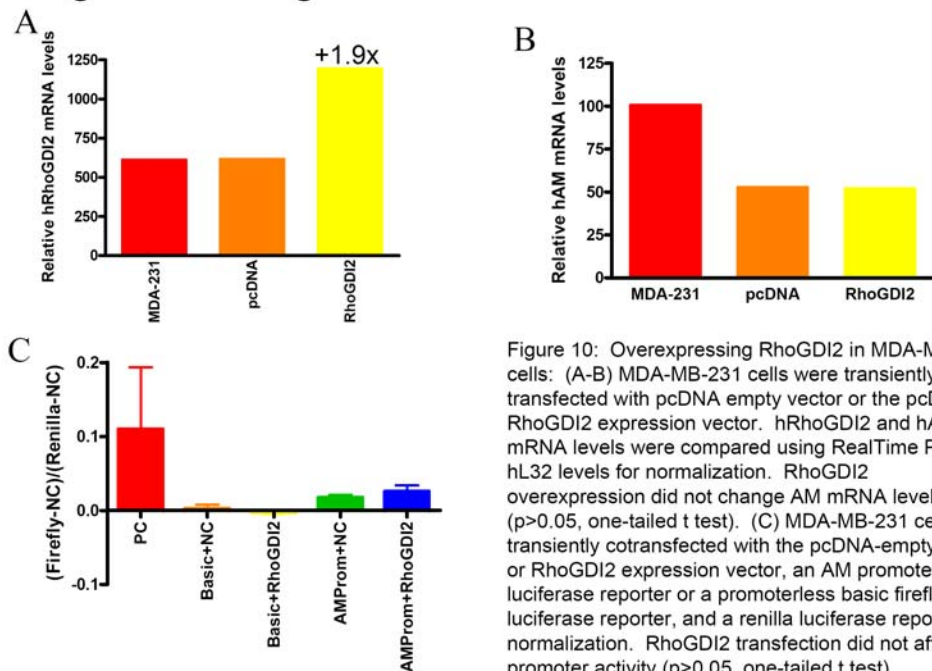 A
Relative hRhoGDI2 mRNA levels
1250
1000
750
500
250
0
+1.9x
MDA-231
pcDNA
RhoGDI2
B
Relative hAM mRNA levels
125
100
75
50
25
0
MDA-231
pcDNA
RhoGDI2
C
(Firefly-NC)/(Renilla-NC)
0.2
0.1
0.0
-0.1
PC
Basic+NC
Basic+RhoGDI2
AMProm+NC
AMProm+RhoGDI2
Figure 10: Overexpressing RhoGDI2 in MDA-M
cells: (A-B) MDA-MB-231 cells were transiently
transfected with pcDNA empty vector or the
RhoGDI2 expression vector. hRhoGDI2 and
mRNA levels were compared using RealTime
hL32 levels for normalization. RhoGDI2
overexpression did not change AM mRNA level
(p>0.05, one-tailed t test). (C) MDA-MB-231
transiently cotransfected with the pcDNA-empty
or RhoGDI2 expression vector, an AM
luciferase reporter or a promoterless basic
luciferase reporter, and a renilla luciferase
normalization. RhoGDI2 transfection did not
promoter activity (p>0.05, one-tailed t test)